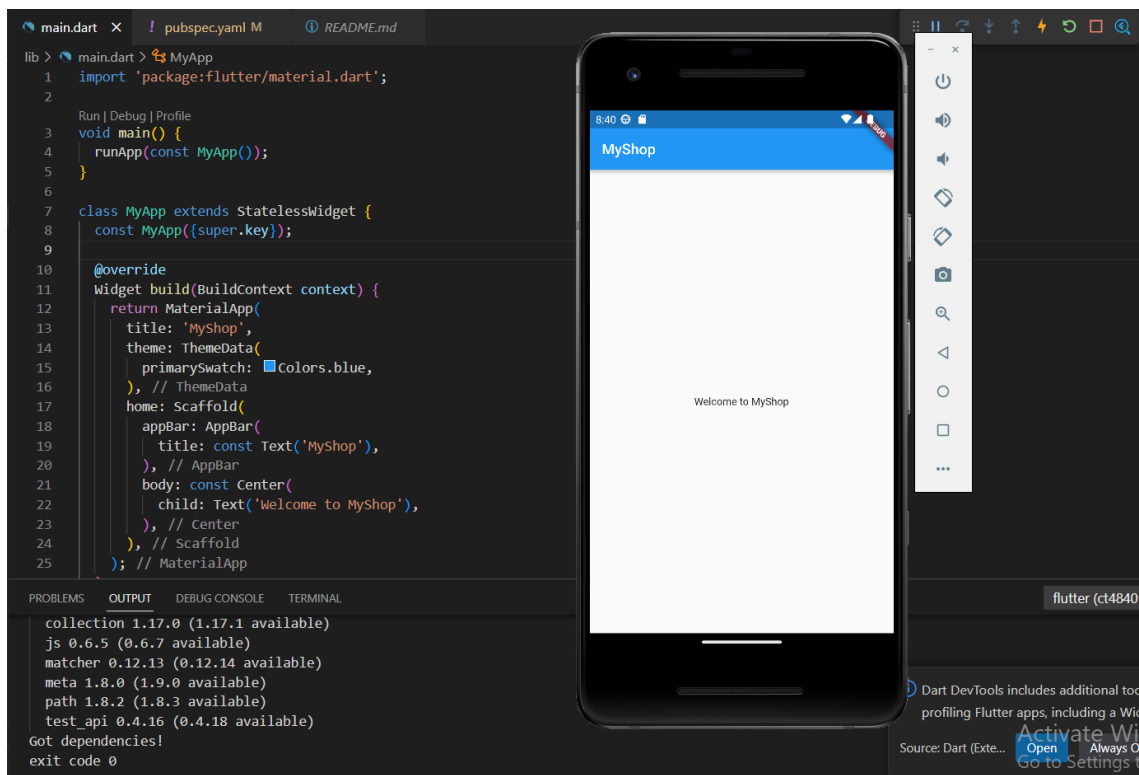 main.dart
pubspec.yaml M
README.md
lib > main.dart > MyApp
1 import 'package:flutter/material.dart';
2
Run | Debug | Profile
3 void main() {
4 runApp(const MyApp());
5 }
6
7 class MyApp extends StatelessWidget {
8 const MyApp({super.key});
9
10 @override
11 Widget build(BuildContext context) {
12 return MaterialApp(
13 title: 'MyShop',
14 theme: ThemeData(
15 primarySwatch: Colors.blue,
16 ), // ThemeData
17 home: Scaffold(
18 appBar: AppBar(
19 title: const Text('MyShop'),
20 ), // AppBar
21 body: const Center(
22 child: Text('Welcome to MyShop'),
23 ), // Center
24 ), // Scaffold
25 ); // MaterialApp
8:40
DEBUG
MyShop
Welcome to MyShop
PROBLEMS OUTPUT DEBUG CONSOLE TERMINAL
flutter (ct4840
collection 1.17.0 (1.17.1 available)
js 0.6.5 (0.6.7 available)
matcher 0.12.13 (0.12.14 available)
meta 1.8.0 (1.9.0 available)
path 1.8.2 (1.8.3 available)
test_api 0.4.16 (0.4.18 available)
Got dependencies!
exit code 0
Dart DevTools includes additional too
profiling Flutter apps, including a Wi
Source: Dart (Exte... Open Always O
Activate Wi
Go to Settings t